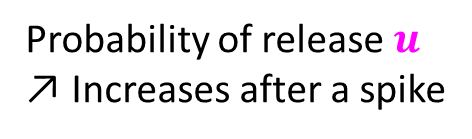 Probability of release u
↗ Increases after a spike